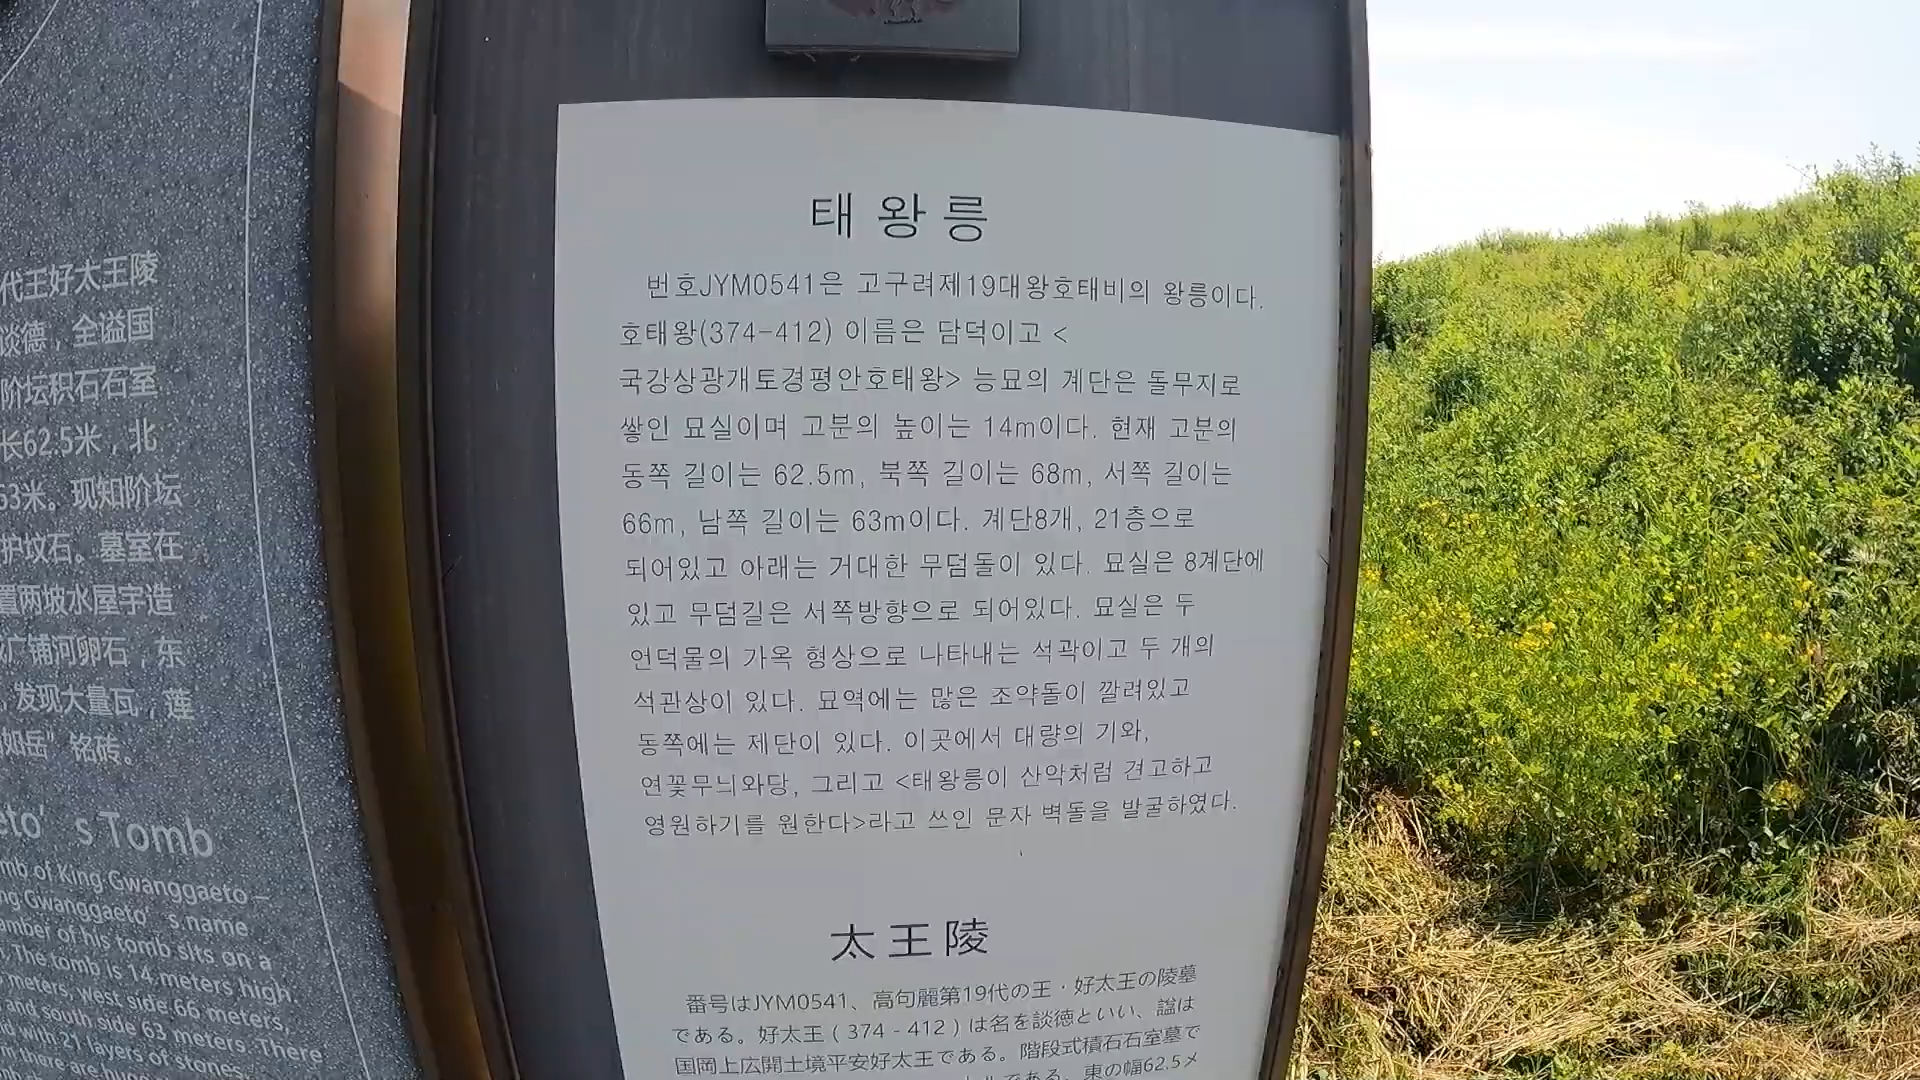 代王好太王陵
谈德，全谥国
阶坛积石石室
长62.5米，北
63米。现知阶坛
护坟石。墓室在
置两坡水屋宇造
广铺河卵石，东
发现大量瓦，莲
如岳”铭砖。
eto’s Tomb
mb of King Gwanggaeto –
ng Gwanggaeto’s name
amber of his tomb sits on a
. The tomb is 14 meters high.
meters, west side 66 meters,
and south side 63 meters. There
with 21 layers of stones.
태왕릉
번호JYM0541은 고구려제19대왕호태비의 왕릉이다.
호태왕(374-412) 이름은 담덕이고 <
국강상광개토경평안호태왕> 능묘의 계단은 돌무지로
쌓인 묘실이며 고분의 높이는 14m이다. 현재 고분의
동쪽 길이는 62.5m, 북쪽 길이는 68m, 서쪽 길이는
66m, 남쪽 길이는 63m이다. 계단8개, 21층으로
되어있고 아래는 거대한 무덤돌이 있다. 묘실은 8계단에
있고 무덤길은 서쪽방향으로 되어있다. 묘실은 두
언덕물의 가옥 형상으로 나타내는 석곽이고 두 개의
석관상이 있다. 묘역에는 많은 조약돌이 깔려있고
동쪽에는 제단이 있다. 이곳에서 대량의 기와,
연꽃무늬와당, 그리고 <태왕릉이 산악처럼 견고하고
영원하기를 원한다>라고 쓰인 문자 벽돌을 발굴하였다.
太王陵
番号はJYM0541、高句麗第19代の王・好太王の陵墓
である。好太王（374 - 412）は名を談徳といい、諡は
国岡上広開土境平安好太王である。階段式積石石室墓で
である。東の幅62.5メ